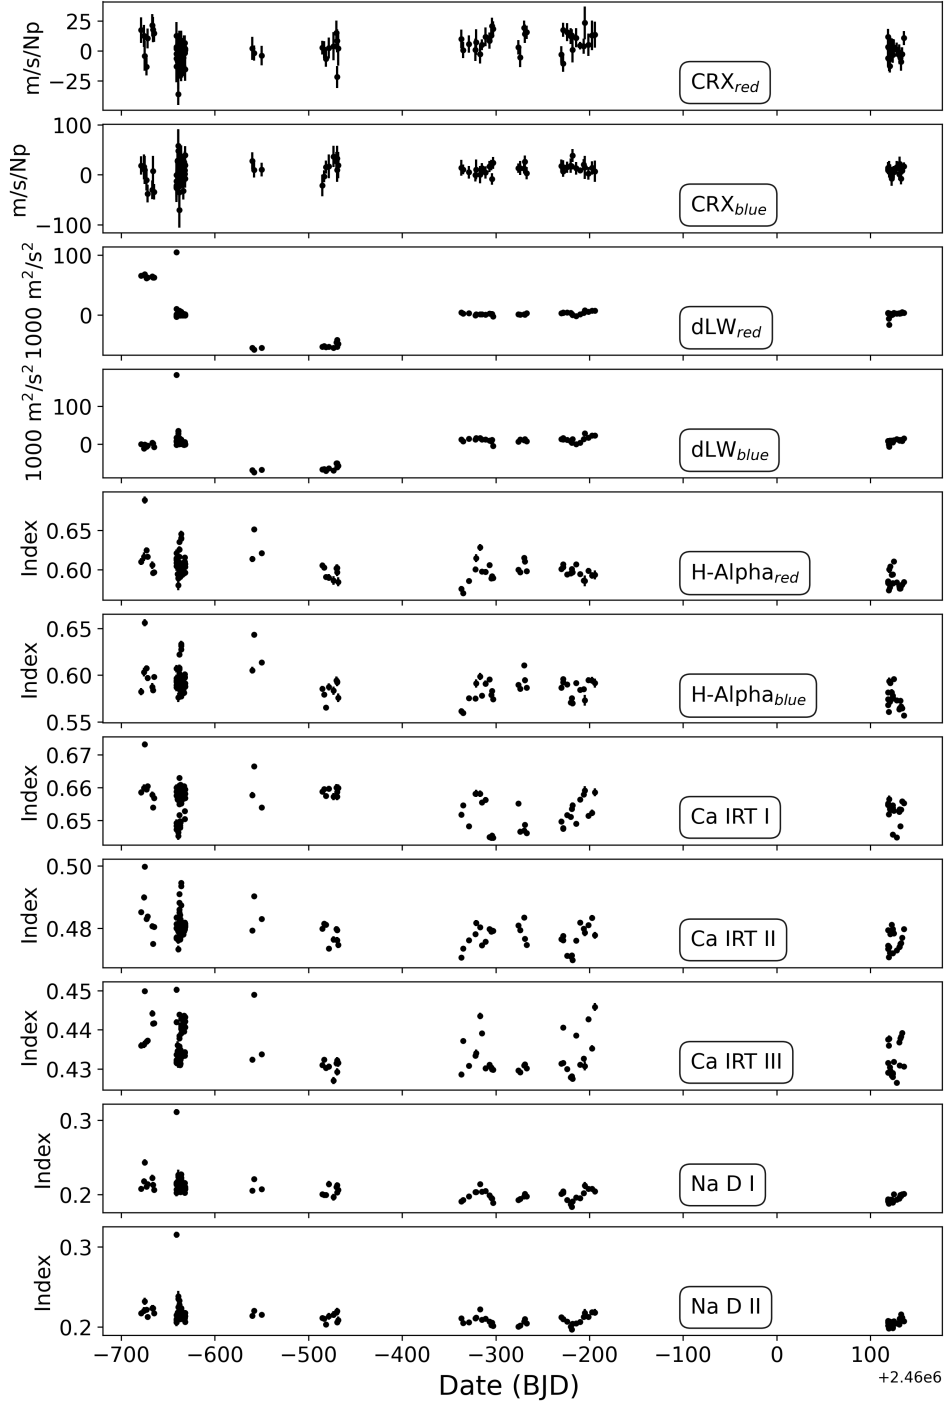 m/s/Np
25
0
−25
CRXred
m/s/Np
100
0
−100
CRXblue
1000 m²/s²
100
0
dLWred
1000 m²/s²
100
0
dLWblue
Index
0.65
0.60
H-Alphared
Index
0.65
0.60
0.55
H-Alphablue
Index
0.67
0.66
0.65
Ca IRT I
Index
0.50
0.48
Ca IRT II
Index
0.45
0.44
0.43
Ca IRT III
Index
0.3
0.2
Na D I
Index
0.3
0.2
Na D II
−700 −600 −500 −400 −300 −200 −100 0 100
+2.46e6
Date (BJD)